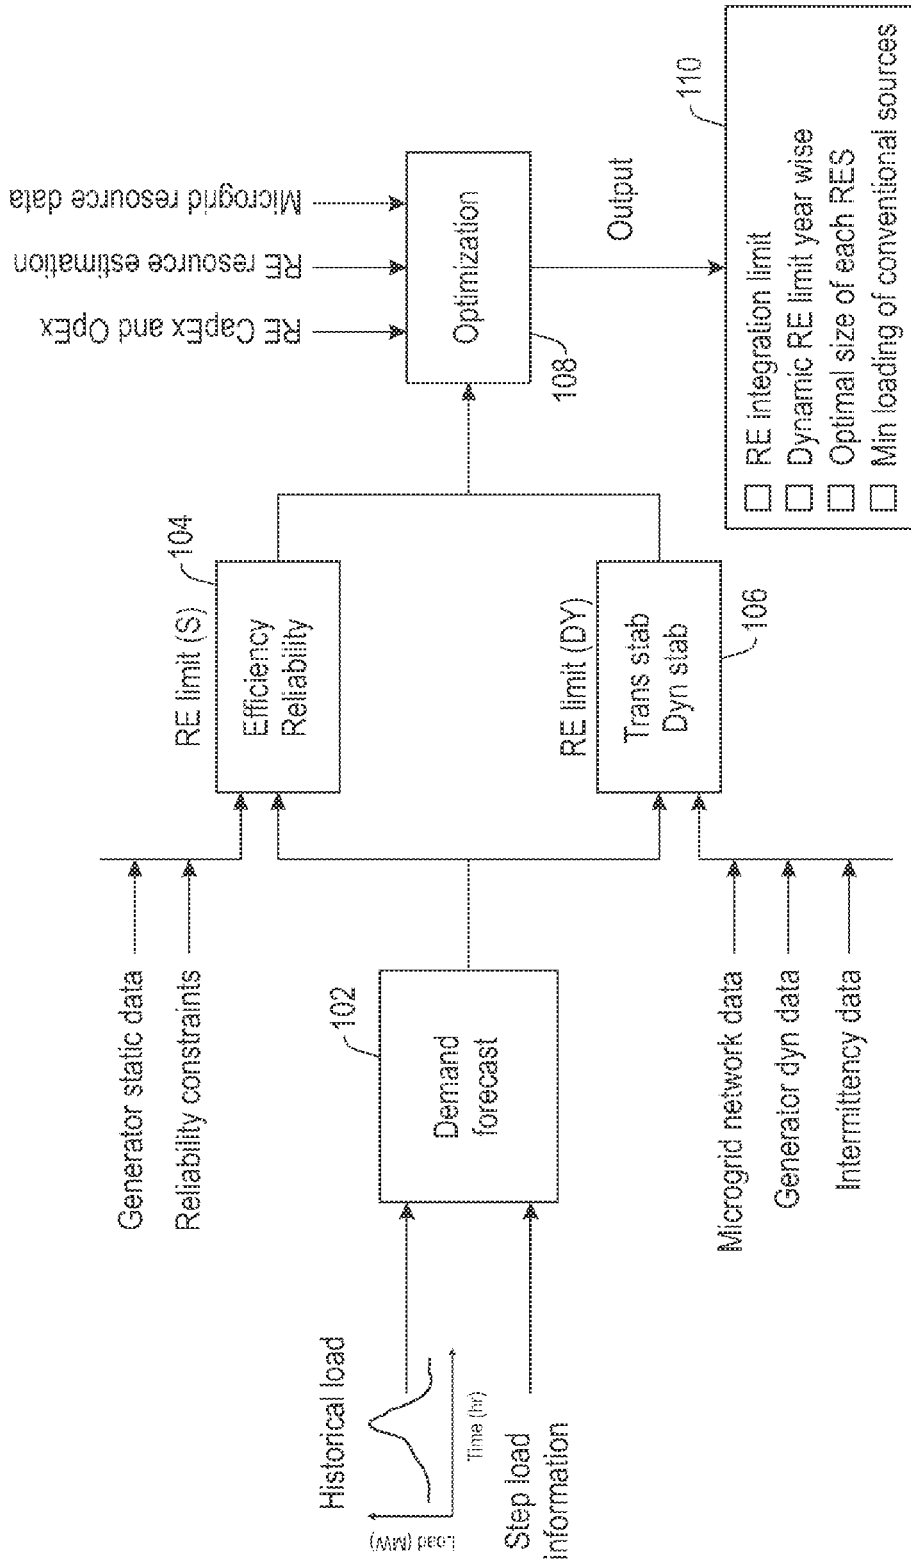 Historical load
Load (MW)
Time (hr)
Step load
information
102
Demand
forecast
Generator static data
Reliability constraints
Microgrid network data
Generator dyn data
Intermittency data
RE limit (S)
104
Efficiency
Reliability
RE limit (DY)
Trans stab
Dyn stab
106
RE CapEx and OpEx
RE resource estimation
Microgrid resource data
Optimization
108
Output
110
RE integration limit
Dynamic RE limit year wise
Optimal size of each RES
Min loading of conventional sources